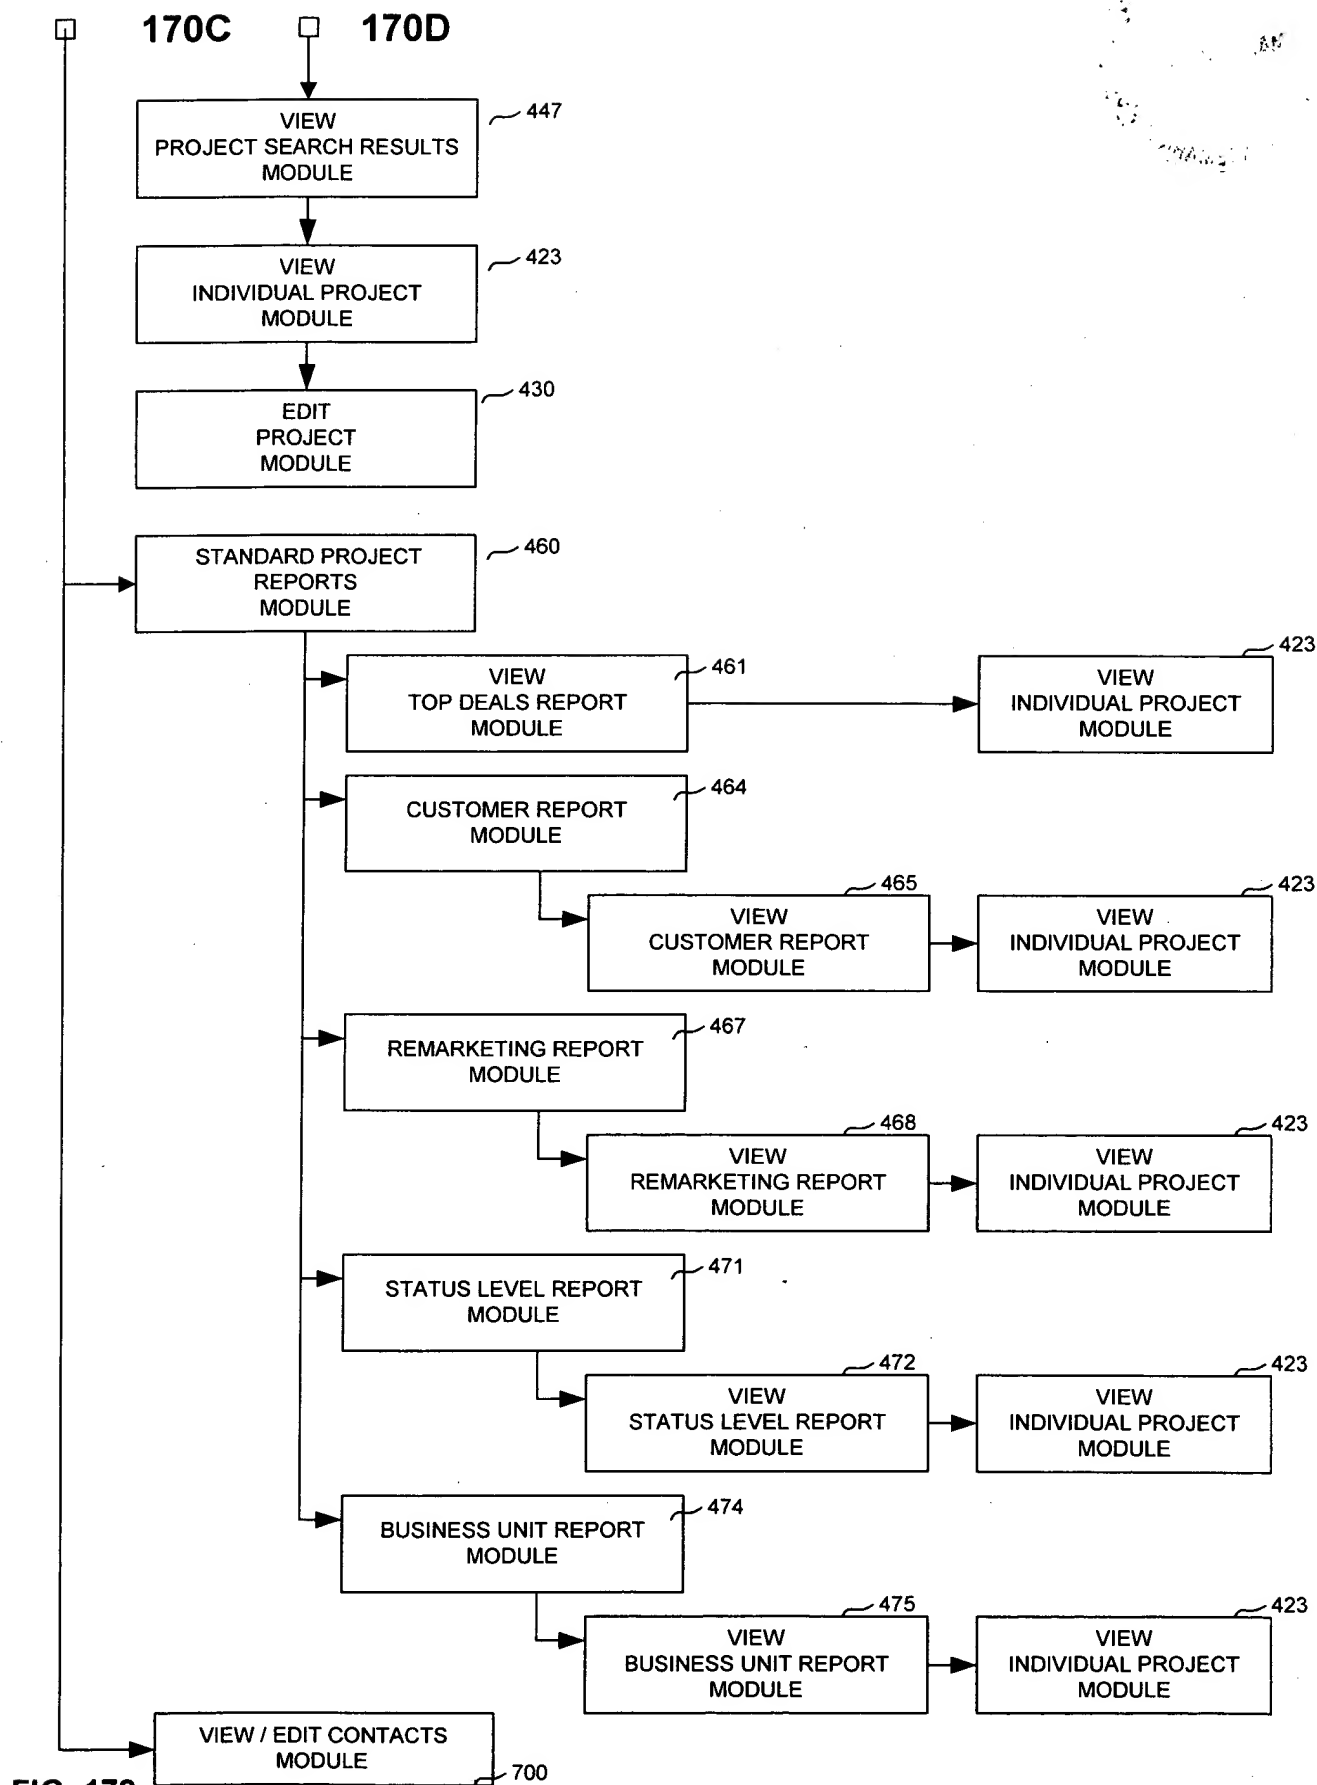 170C 170D
VIEW
PROJECT SEARCH RESULTS
MODULE
447
VIEW
INDIVIDUAL PROJECT
MODULE
423
EDIT
PROJECT
MODULE
430
STANDARD PROJECT
REPORTS
MODULE
460
VIEW
TOP DEALS REPORT
MODULE
461
VIEW
INDIVIDUAL PROJECT
MODULE
423
CUSTOMER REPORT
MODULE
464
VIEW
CUSTOMER REPORT
MODULE
465
VIEW
INDIVIDUAL PROJECT
MODULE
423
REMARKETING REPORT
MODULE
467
VIEW
REMARKETING REPORT
MODULE
468
VIEW
INDIVIDUAL PROJECT
MODULE
423
STATUS LEVEL REPORT
MODULE
471
VIEW
STATUS LEVEL REPORT
MODULE
472
VIEW
INDIVIDUAL PROJECT
MODULE
423
BUSINESS UNIT REPORT
MODULE
474
VIEW
BUSINESS UNIT REPORT
MODULE
475
VIEW
INDIVIDUAL PROJECT
MODULE
423
VIEW / EDIT CONTACTS
MODULE
700